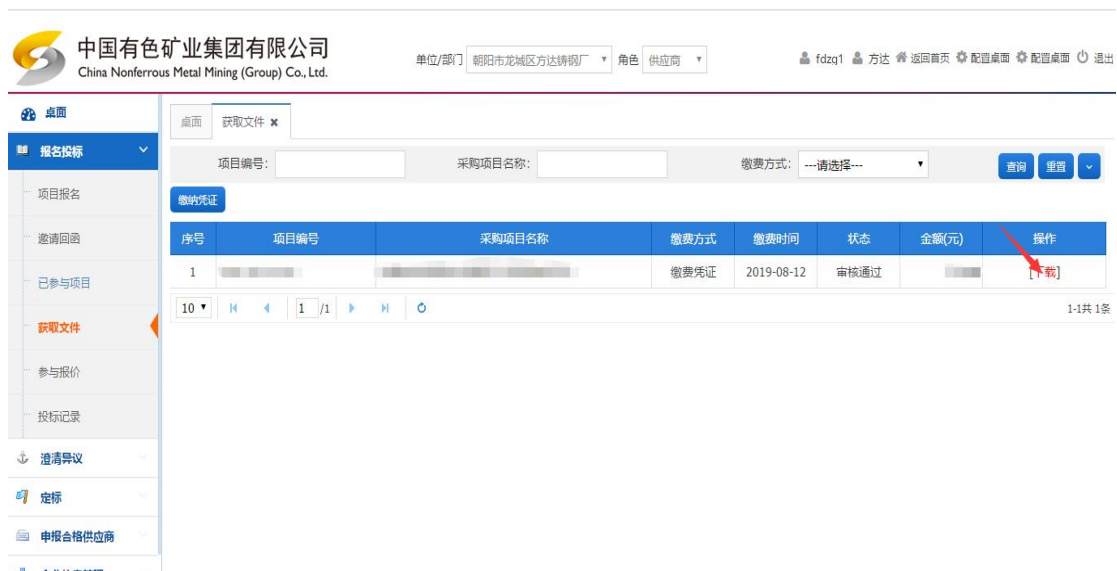 中国有色矿业集团有限公司
China Nonferrous Metal Mining (Group) Co., Ltd.
单位/部门 朝阳市龙城区方达铸钢厂 角色 供应商
fdzg1 方达 返回首页 配置桌面 配置桌面 退出
桌面
报名投标
项目报名
邀请回函
已参与项目
获取文件
参与报价
投标记录
澄清异议
定标
申报合格供应商
桌面 获取文件 ×
项目编号: 采购项目名称: 缴费方式: ---请选择--- 查询 重置
缴纳凭证
序号 项目编号 采购项目名称 缴费方式 缴费时间 状态 金额(元) 操作
1 缴费凭证 2019-08-12 审核通过 [下载]
10 1 /1 1-1共 1条